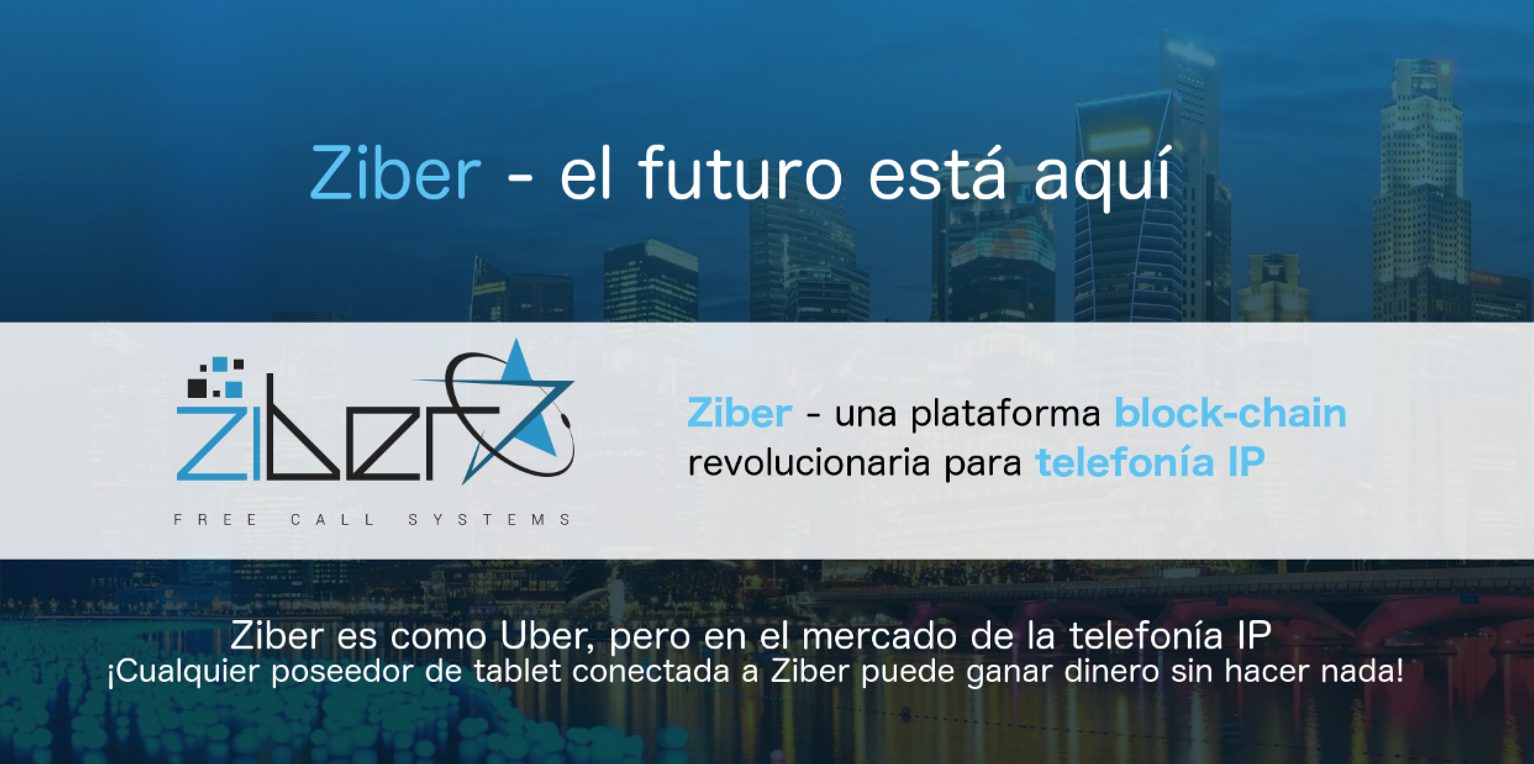 Ziber - el futuro está aquí
ziber
FREE CALL SYSTEMS
Ziber - una plataforma block-chain
revolucionaria para telefonía IP
Ziber es como Uber, pero en el mercado de la telefonía IP
¡Cualquier poseedor de tablet conectada a Ziber puede ganar dinero sin hacer nada!